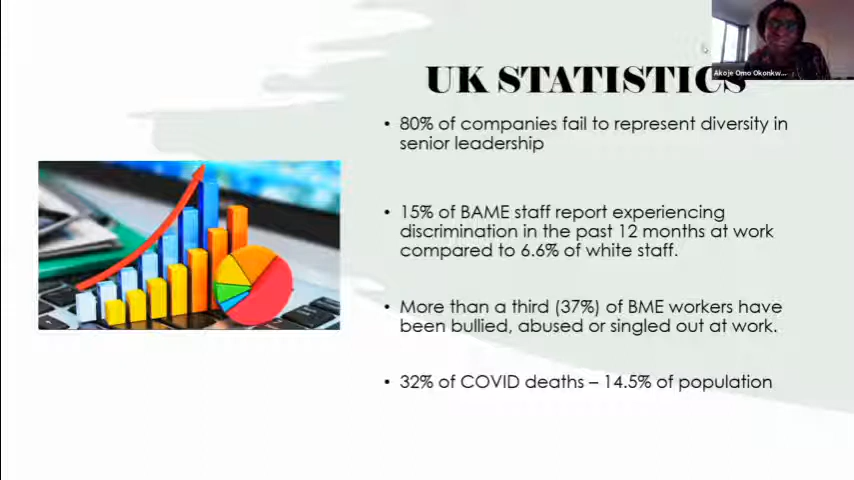 Akoje Omo Okonkw...
UK STATISTICS
• 80% of companies fail to represent diversity in
senior leadership
• 15% of BAME staff report experiencing
discrimination in the past 12 months at work
compared to 6.6% of white staff.
• More than a third (37%) of BME workers have
been bullied, abused or singled out at work.
• 32% of COVID deaths – 14.5% of population